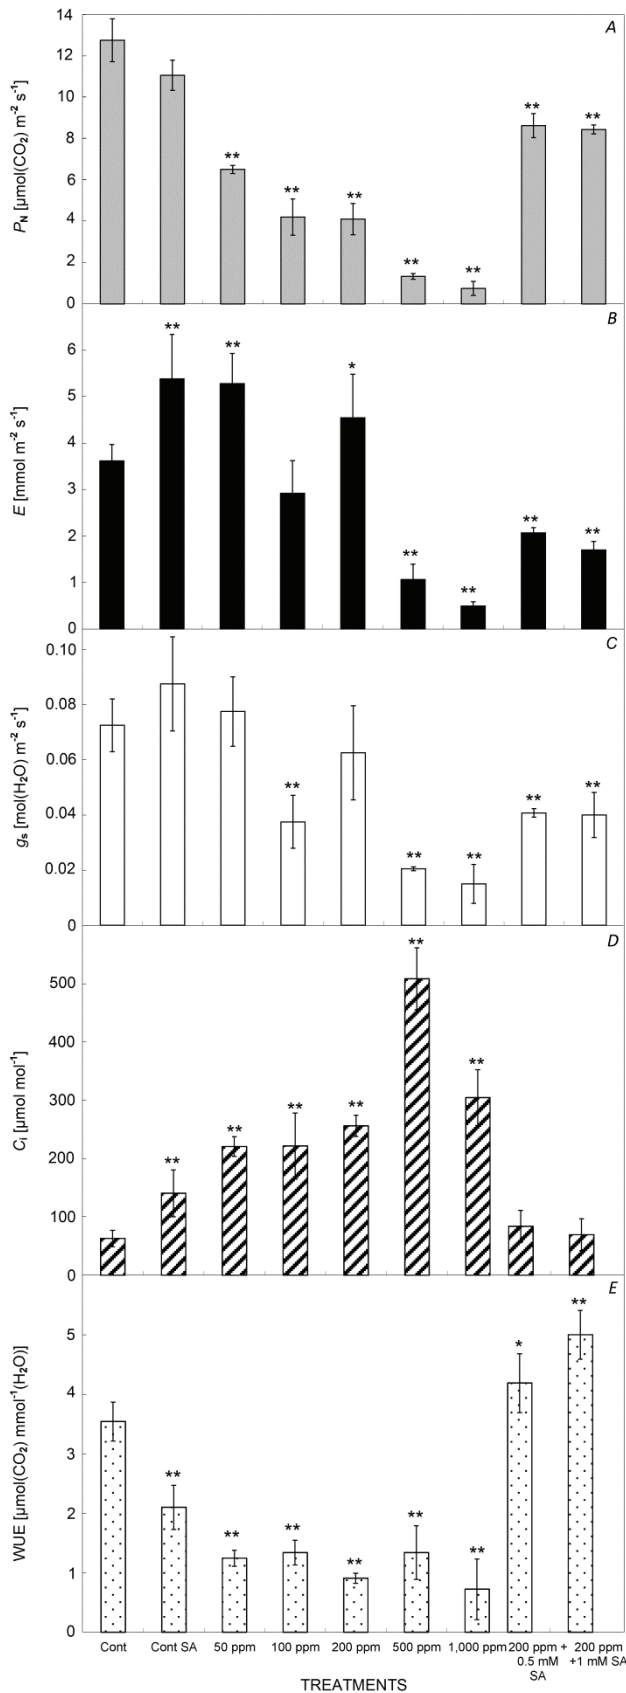 A
14
12
10
8
6
4
2
0
P_N [µmol(CO₂) m⁻² s⁻¹]
** ** ** ** ** ** **
B
6
5
4
3
2
1
0
E [mmol m⁻² s⁻¹]
** ** * ** ** ** **
C
0.10
0.08
0.06
0.04
0.02
0
g_s [mol(H₂O) m⁻² s⁻¹]
** ** ** ** **
D
500
400
300
200
100
0
C_i [µmol mol⁻¹]
** ** ** ** ** **
E
5
4
3
2
1
0
WUE [µmol(CO₂) mmol⁻¹(H₂O)]
** ** ** ** ** ** * **
Cont Cont SA 50 ppm 100 ppm 200 ppm 500 ppm 1,000 ppm 200 ppm + 200 ppm
0.5 mM +1 mM SA
SA
TREATMENTS